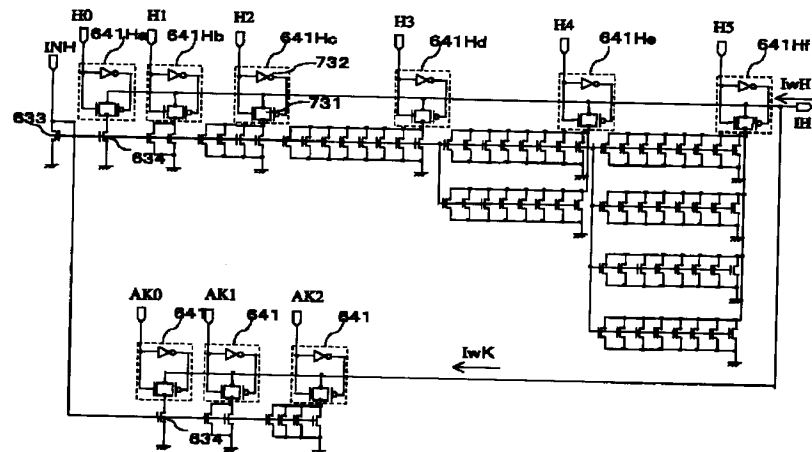 H0
H1
H2
H3
H4
H5
INH
641Ha
641Hb
641Hc
732
641Hd
641He
641Hf
731
IwH
IH
633
634
AK0
641
AK1
641
AK2
641
IwK
634